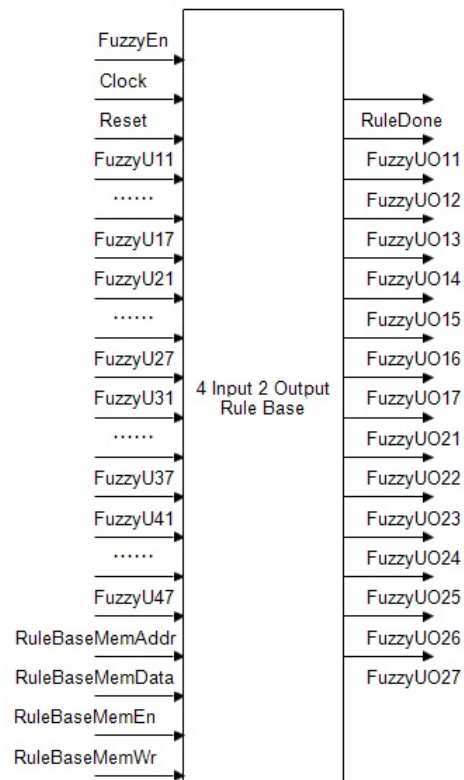 FuzzyEn
Clock
Reset
FuzzyU11
......
FuzzyU17
FuzzyU21
......
FuzzyU27
FuzzyU31
......
FuzzyU37
FuzzyU41
......
FuzzyU47
RuleBaseMemAddr
RuleBaseMemData
RuleBaseMemEn
RuleBaseMemWr
4 Input 2 Output
Rule Base
RuleDone
FuzzyUO11
FuzzyUO12
FuzzyUO13
FuzzyUO14
FuzzyUO15
FuzzyUO16
FuzzyUO17
FuzzyUO21
FuzzyUO22
FuzzyUO23
FuzzyUO24
FuzzyUO25
FuzzyUO26
FuzzyUO27